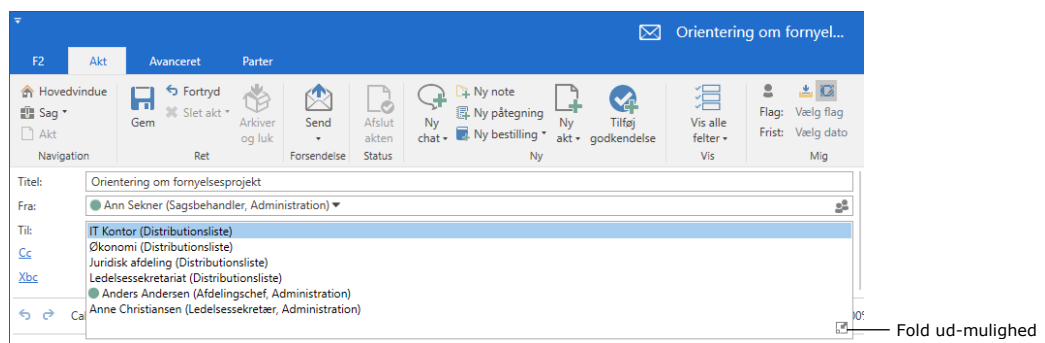 Orientering om fornyel...
F2 Akt Avanceret Parter
Hovedvindue
Sag
Akt
Navigation
Gem
Fortryd
Slet akt
Arkiver
og luk
Ret
Send
Forsendelse
Afslut
akten
Status
Ny
chat
Ny note
Ny påtegning
Ny bestilling
Ny
akt
Tilføj
godkendelse
Ny
Vis alle
felter
Vis
Flag: Vælg flag
Frist: Vælg dato
Mig
Titel: Orientering om fornyelsesprojekt
Fra: Ann Sekner (Sagsbehandler, Administration)
Til: IT Kontor (Distributionsliste)
Økonomi (Distributionsliste)
Cc
Juridisk afdeling (Distributionsliste)
Xbc
Ledelsessekretariat (Distributionsliste)
Anders Andersen (Afdelingschef, Administration)
Anne Christiansen (Ledelsessekretær, Administration)
Fold ud-mulighed